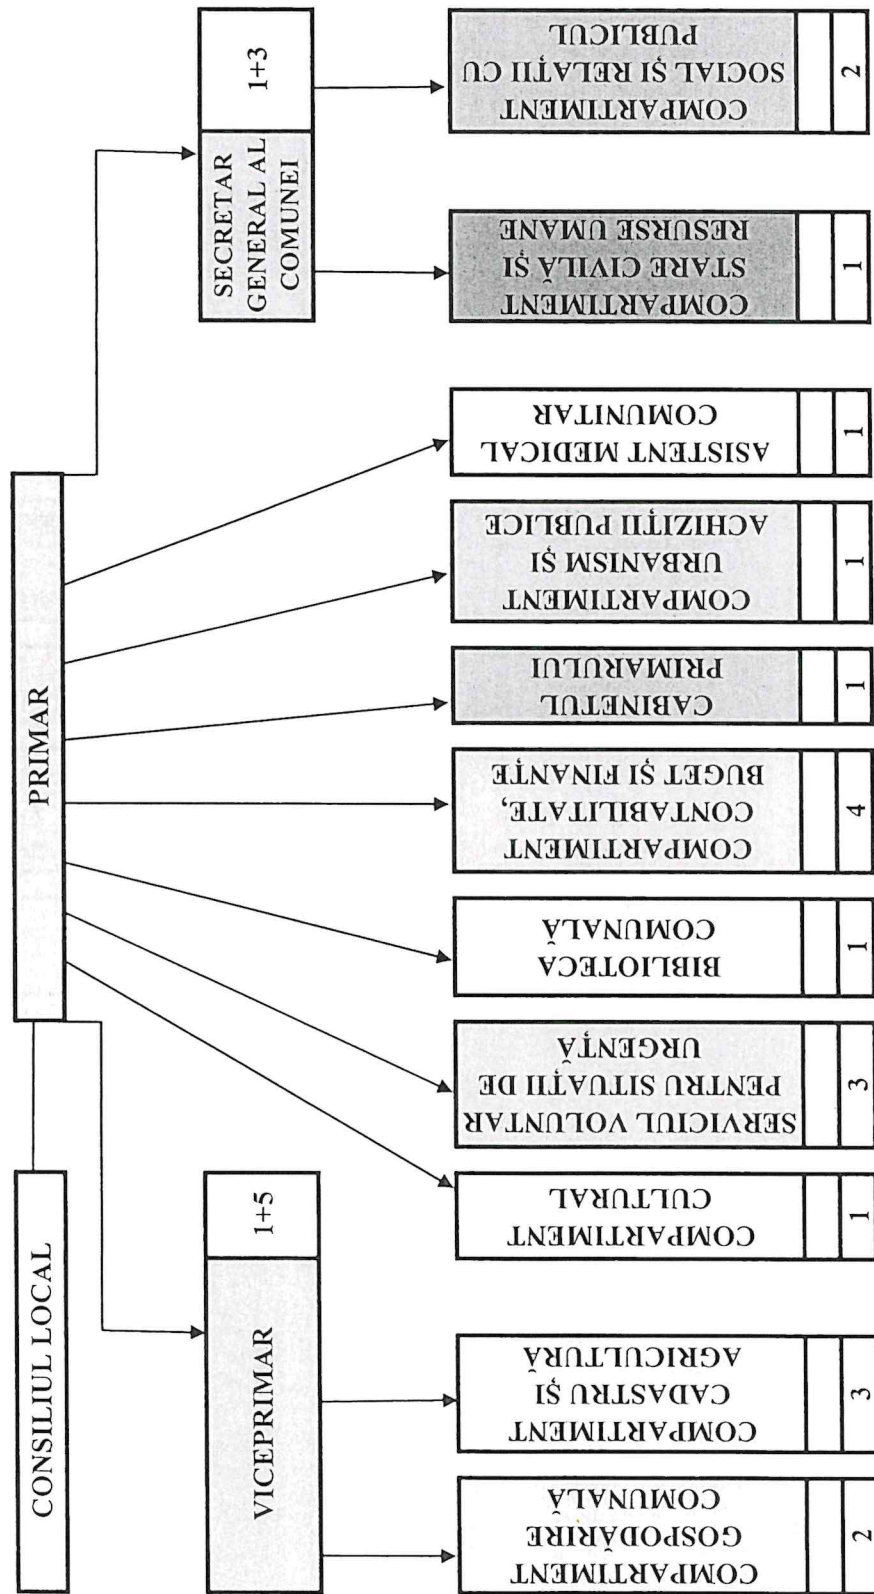 CONSILIUL LOCAL
PRIMAR
VICEPRIMAR
1+5
SECRETAR
GENERAL AL
COMUNEI
1+3
COMPARTIMENT
GOSPODĂRIRE
COMUNALĂ
2
COMPARTIMENT
CADASTRU ȘI
AGRICULTURĂ
3
COMPARTIMENT
CULTURAL
1
SERVICIUL VOLUNTAR
PENTRU SITUAȚII DE
URGENȚĂ
3
BIBLIOTECA
COMUNALĂ
1
COMPARTIMENT
CONTABILITATE,
BUGET ȘI FINANȚE
4
CABINETUL
PRIMARULUI
1
COMPARTIMENT
URBANISM ȘI
ACHIZIȚII PUBLICE
1
ASISTENT MEDICAL
COMUNITAR
1
COMPARTIMENT
STARE CIVILĂ ȘI
RESURSE UMANE
1
COMPARTIMENT
SOCIAL ȘI RELAȚII CU
PUBLICUL
2